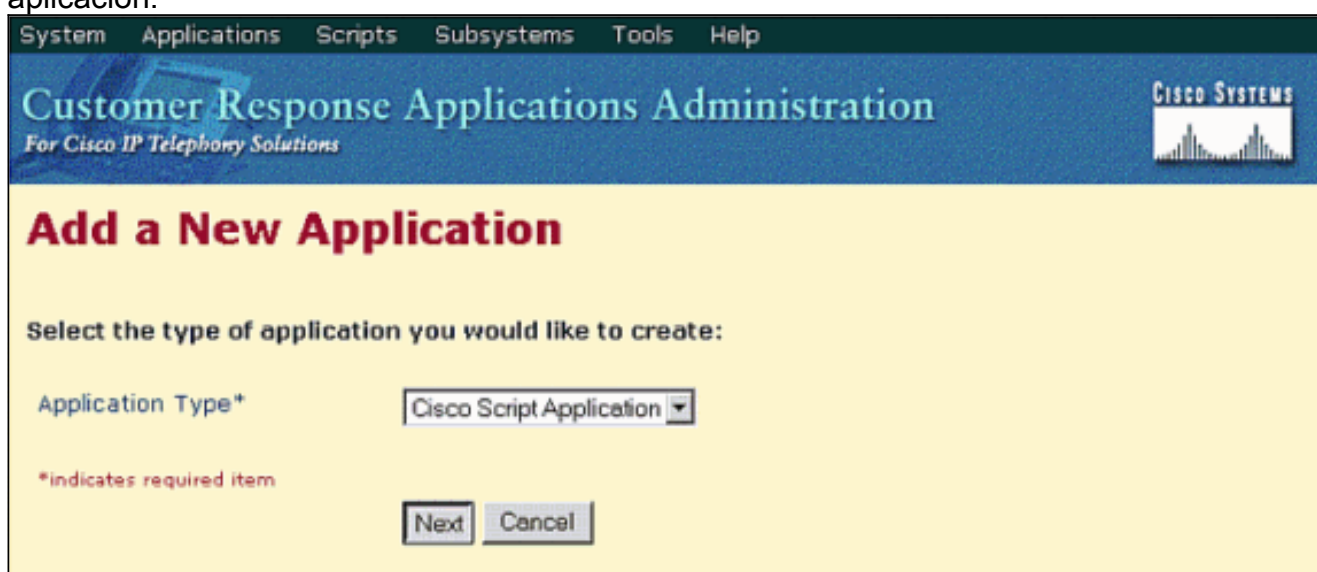 aplicación.
System Applications Scripts Subsystems Tools Help
Customer Response Applications Administration
For Cisco IP Telephony Solutions
CISCO SYSTEMS
Add a New Application
Select the type of application you would like to create:
Application Type* Cisco Script Application
*indicates required item
Next Cancel